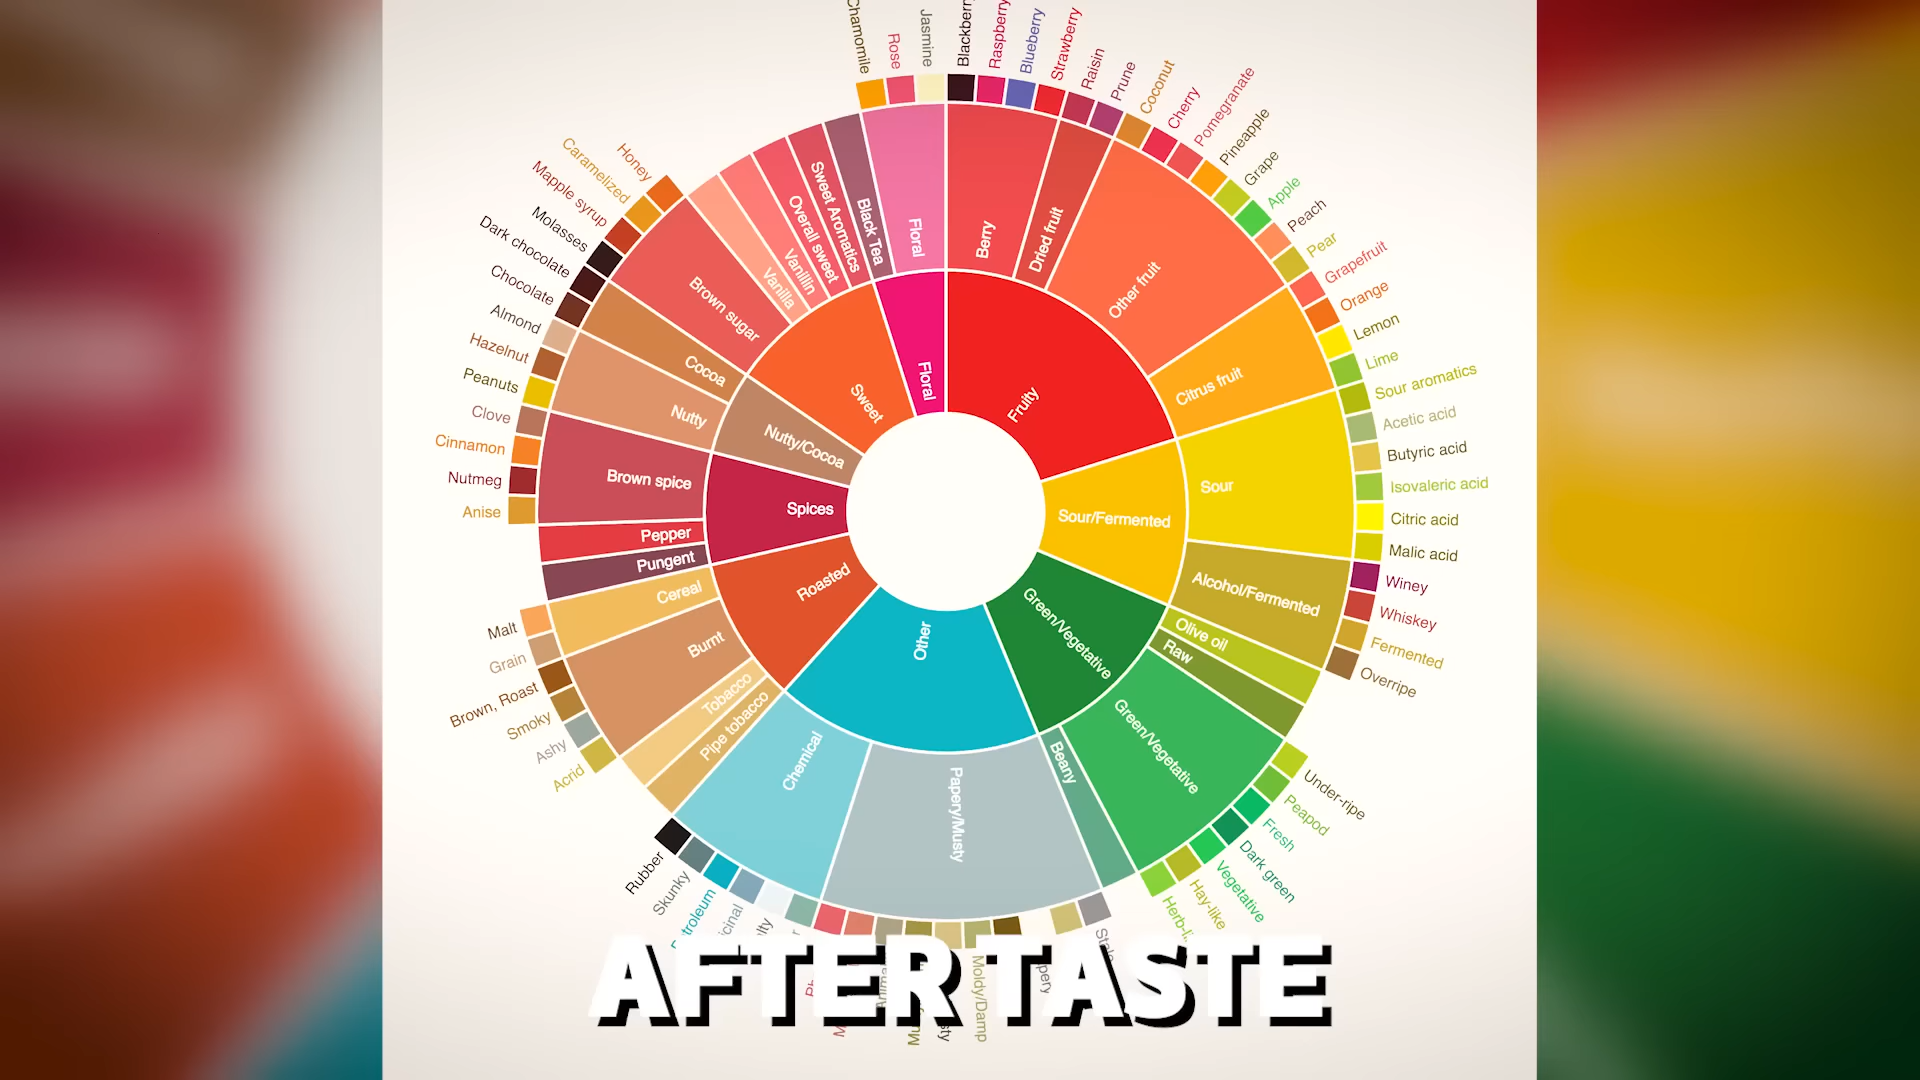 Chamomile
Rose
Jasmine
Blackberry
Raspberry
Blueberry
Strawberry
Raisin
Prune
Coconut
Cherry
Pomegranate
Pineapple
Grape
Apple
Peach
Pear
Grapefruit
Orange
Lemon
Lime
Sour aromatics
Acetic acid
Butyric acid
Isovaleric acid
Citric acid
Malic acid
Winey
Whiskey
Fermented
Overripe
Under-ripe
Peapod
Fresh
Dark green
Vegetative
Hay-like
Moldy/Damp
Skunky
Rubber
Acrid
Ashy
Smoky
Brown, Roast
Grain
Malt
Anise
Nutmeg
Cinnamon
Clove
Peanuts
Hazelnut
Almond
Chocolate
Dark chocolate
Molasses
Mapple syrup
Caramelized
Honey
Floral
Berry
Dried fruit
Other fruit
Citrus fruit
Sour
Alcohol/Fermented
Olive oil
Raw
Green/Vegetative
Beany
Papery/Musty
Chemical
Pipe tobacco
Tobacco
Burnt
Cereal
Pungent
Pepper
Brown spice
Nutty
Cocoa
Brown sugar
Vanilla
Vanillin
Overall sweet
Sweet Aromatics
Black Tea
Floral
Fruity
Sour/Fermented
Green/Vegetative
Other
Roasted
Spices
Nutty/Cocoa
Sweet
AFTER TASTE